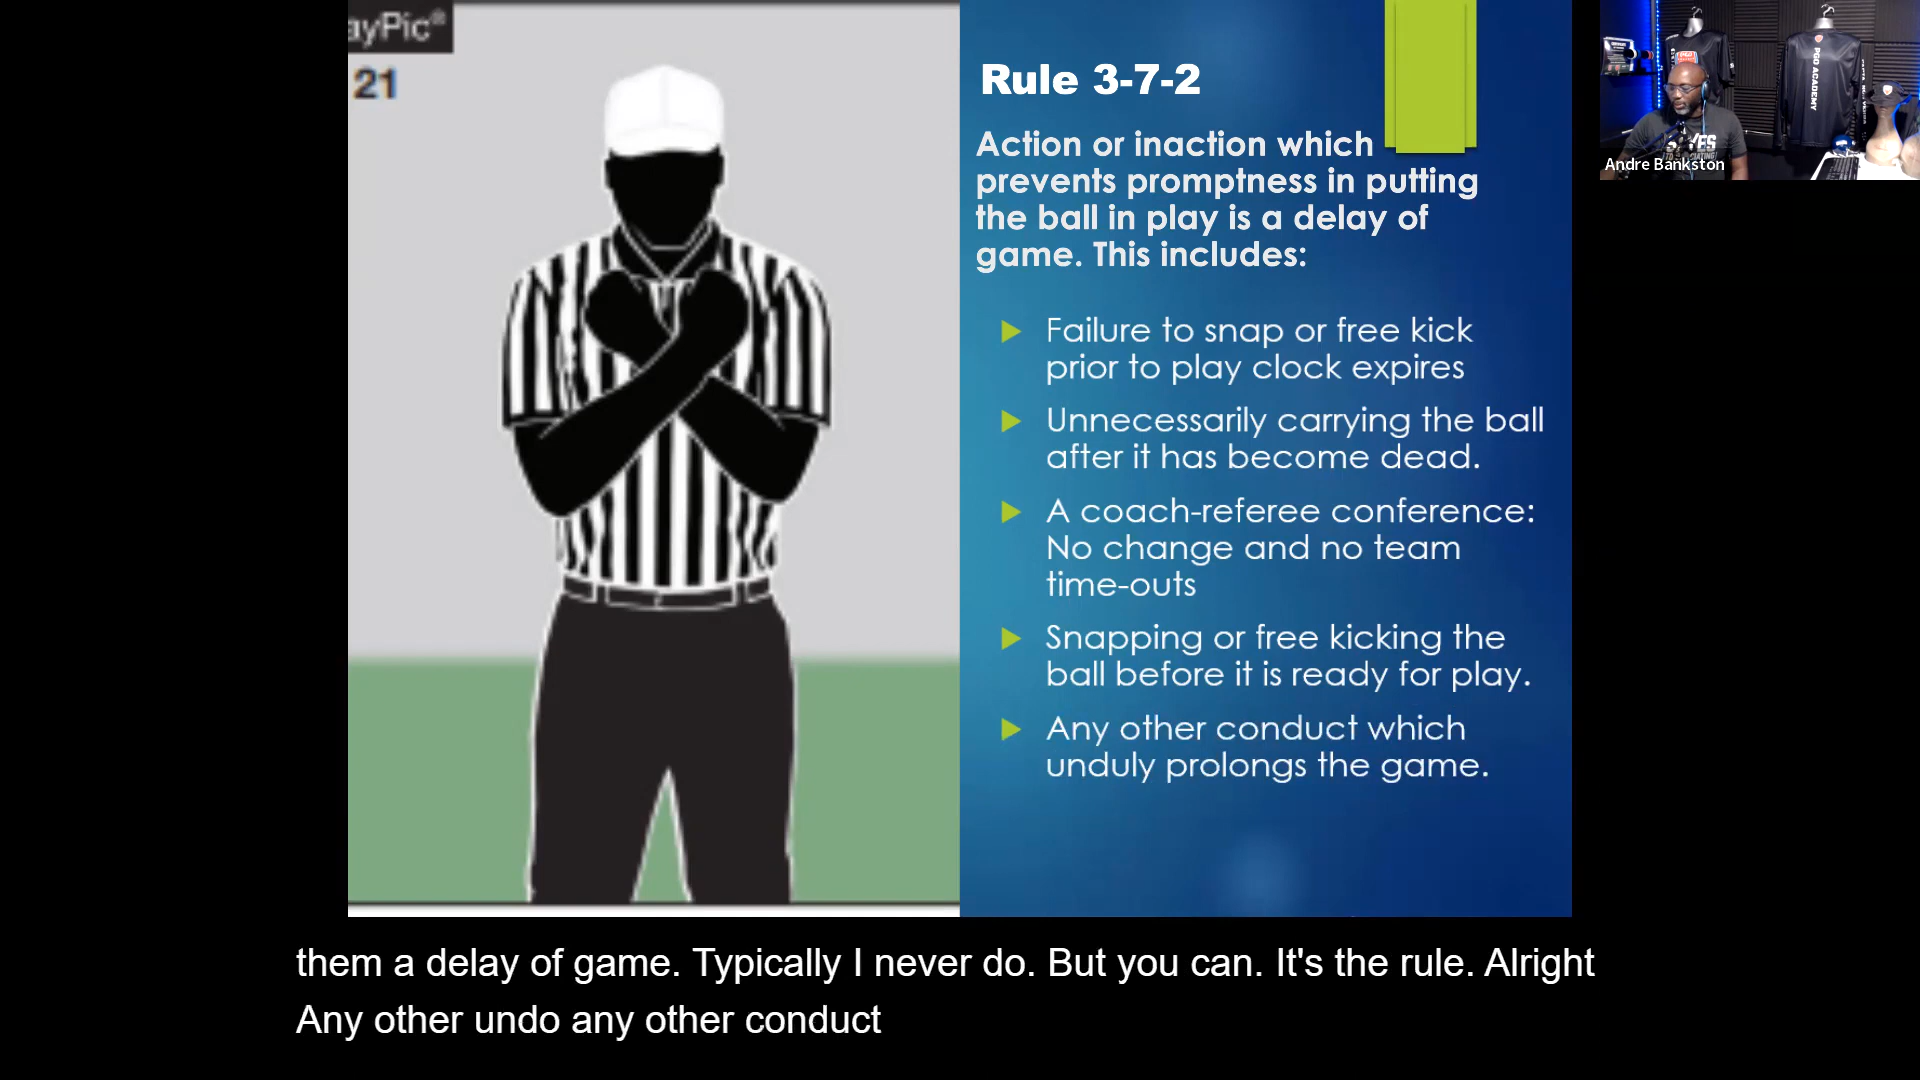 ayPic®
21
Rule 3-7-2
Action or inaction which
prevents promptness in putting
the ball in play is a delay of
game. This includes:
Failure to snap or free kick
prior to play clock expires
Unnecessarily carrying the ball
after it has become dead.
A coach-referee conference:
No change and no team
time-outs
Snapping or free kicking the
ball before it is ready for play.
Any other conduct which
unduly prolongs the game.
PGO ACADEMY
Andre Bankston
them a delay of game. Typically I never do. But you can. It's the rule. Alright
Any other undo any other conduct